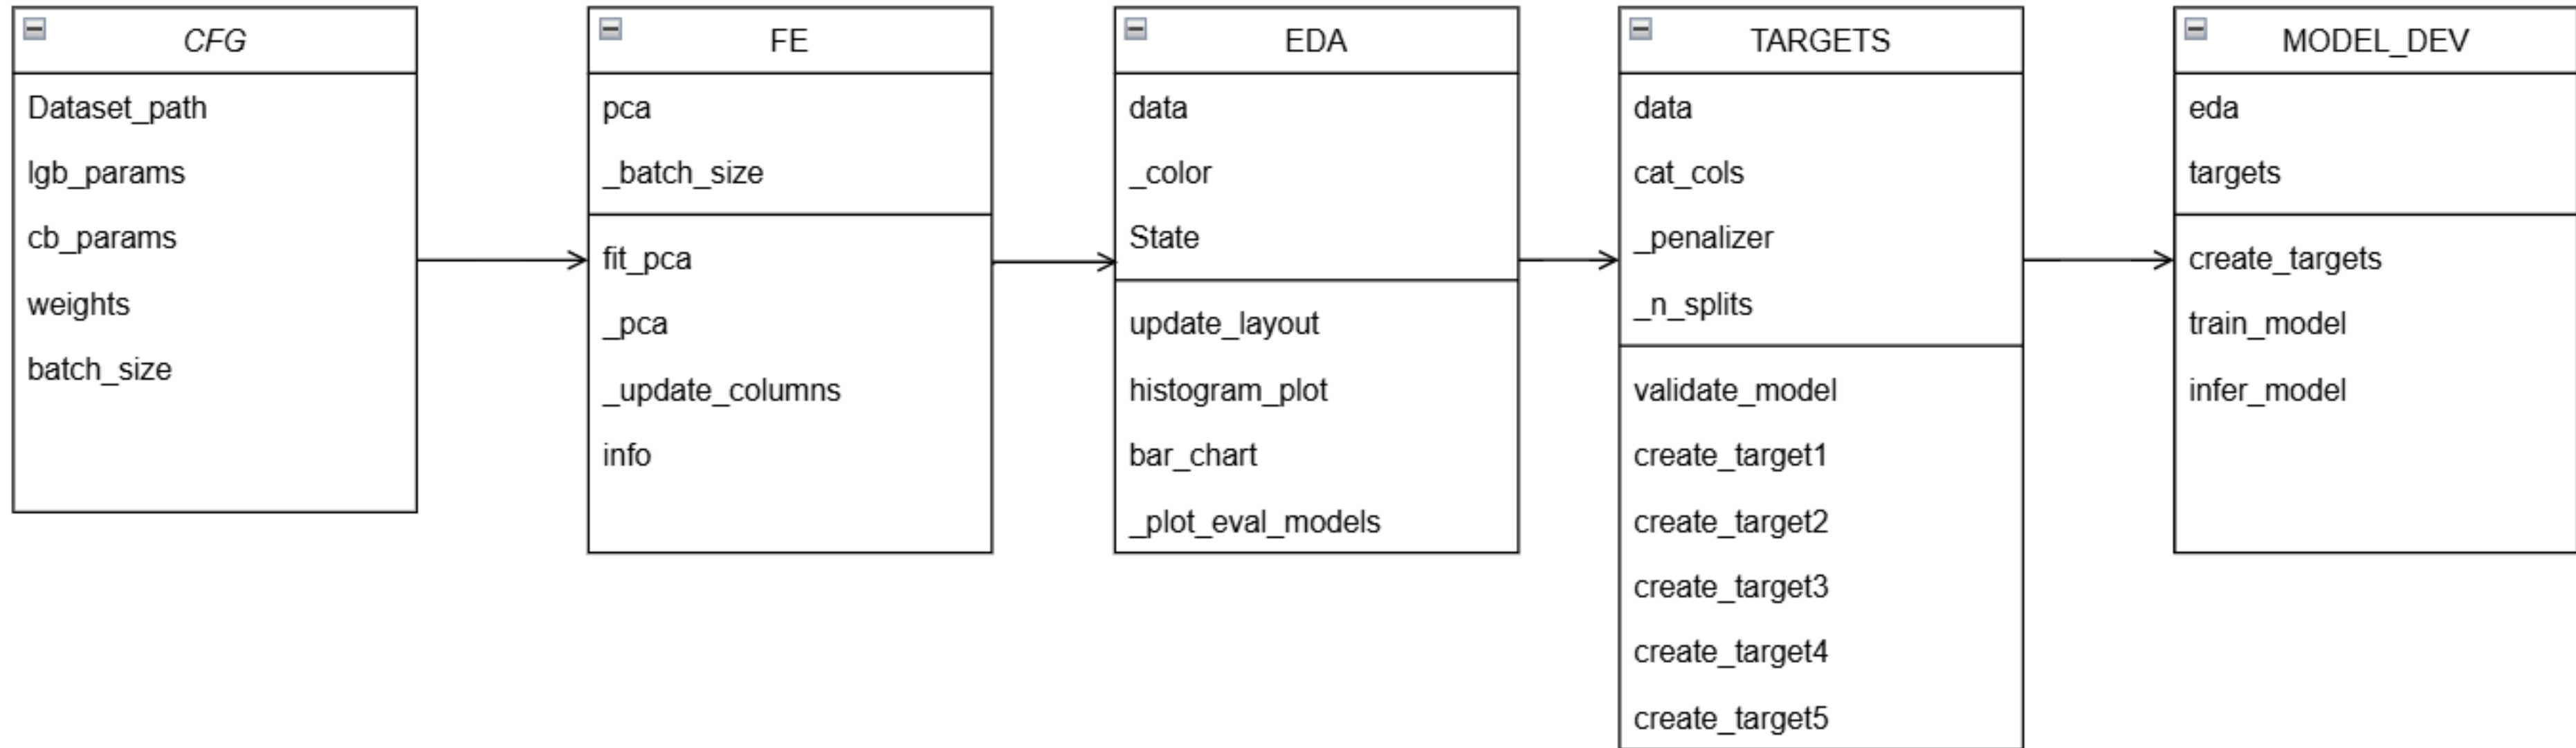 CFG
Dataset_path
lgb_params
cb_params
weights
batch_size
FE
pca
_batch_size
fit_pca
_pca
_update_columns
info
EDA
data
_color
State
update_layout
histogram_plot
bar_chart
_plot_eval_models
TARGETS
data
cat_cols
_penalizer
_n_splits
validate_model
create_target1
create_target2
create_target3
create_target4
create_target5
MODEL_DEV
eda
targets
create_targets
train_model
infer_model